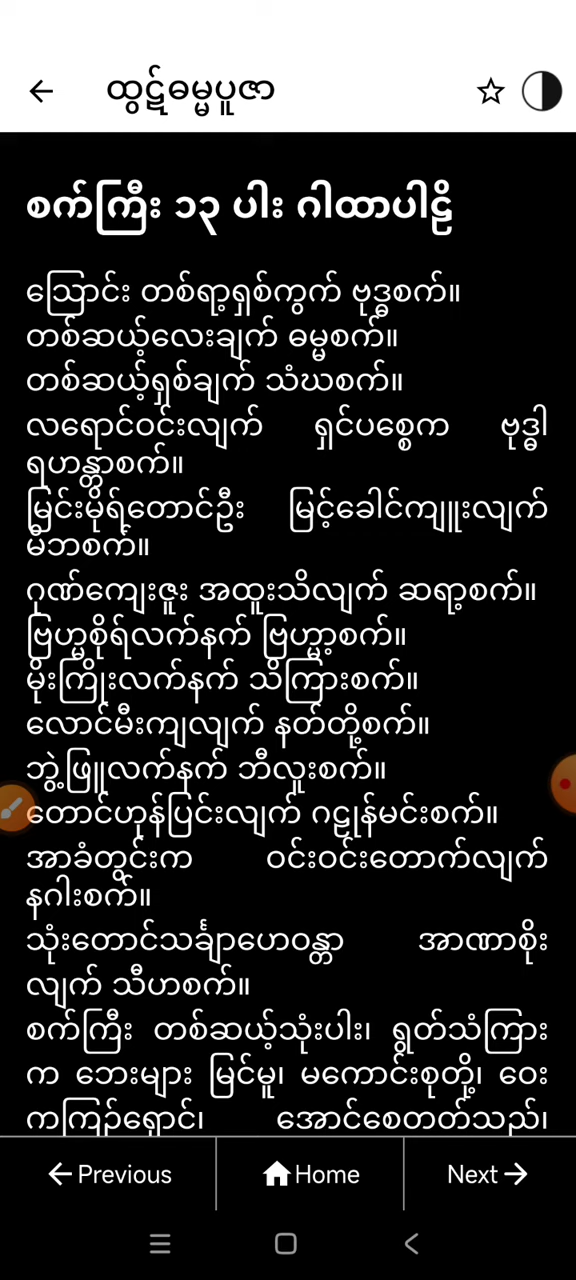 ထွဋ်ဓမ္မပူဇာ
စက်ကြီး ၁၃ ပါး ဂါထာပါဠိ
သြောင်း တစ်ရာ့ရှစ်ကွက် ဗုဒ္ဓစက်။
တစ်ဆယ့်လေးချက် ဓမ္မစက်။
တစ်ဆယ့်ရှစ်ချက် သံဃစက်။
လရောင်ဝင်းလျက် ရှင်ပစ္စေက ဗုဒ္ဓါ
ရဟန္တာစက်။
မြင်းမိုရ်တောင်ဦး မြင့်ခေါင်ကျူးလျက်
မိဘစက်။
ဂုဏ်ကျေးဇူး အထူးသိလျက် ဆရာ့စက်။
ဗြဟ္မစိုရ်လက်နက် ဗြဟ္မာ့စက်။
မိုးကြိုးလက်နက် သိကြားစက်။
လောင်မီးကျလျက် နတ်တို့စက်။
ဘွဲ့ဖြူလက်နက် ဘီလူးစက်။
တောင်ဟုန်ပြင်းလျက် ဂဠုန်မင်းစက်။
အာခံတွင်းက ဝင်းဝင်းတောက်လျက်
နဂါးစက်။
သုံးတောင်သင်္ချာဟေဝန္တာ အာဏာစိုး
လျက် သီဟစက်။
စက်ကြီး တစ်ဆယ့်သုံးပါး၊ ရွတ်သံကြား
က ဘေးများ မြင်မူ၊ မကောင်းစုတို့၊ ဝေး
ကကြဉ်ရှောင်၊ အောင်စေတတ်သည်၊
Previous Home Next